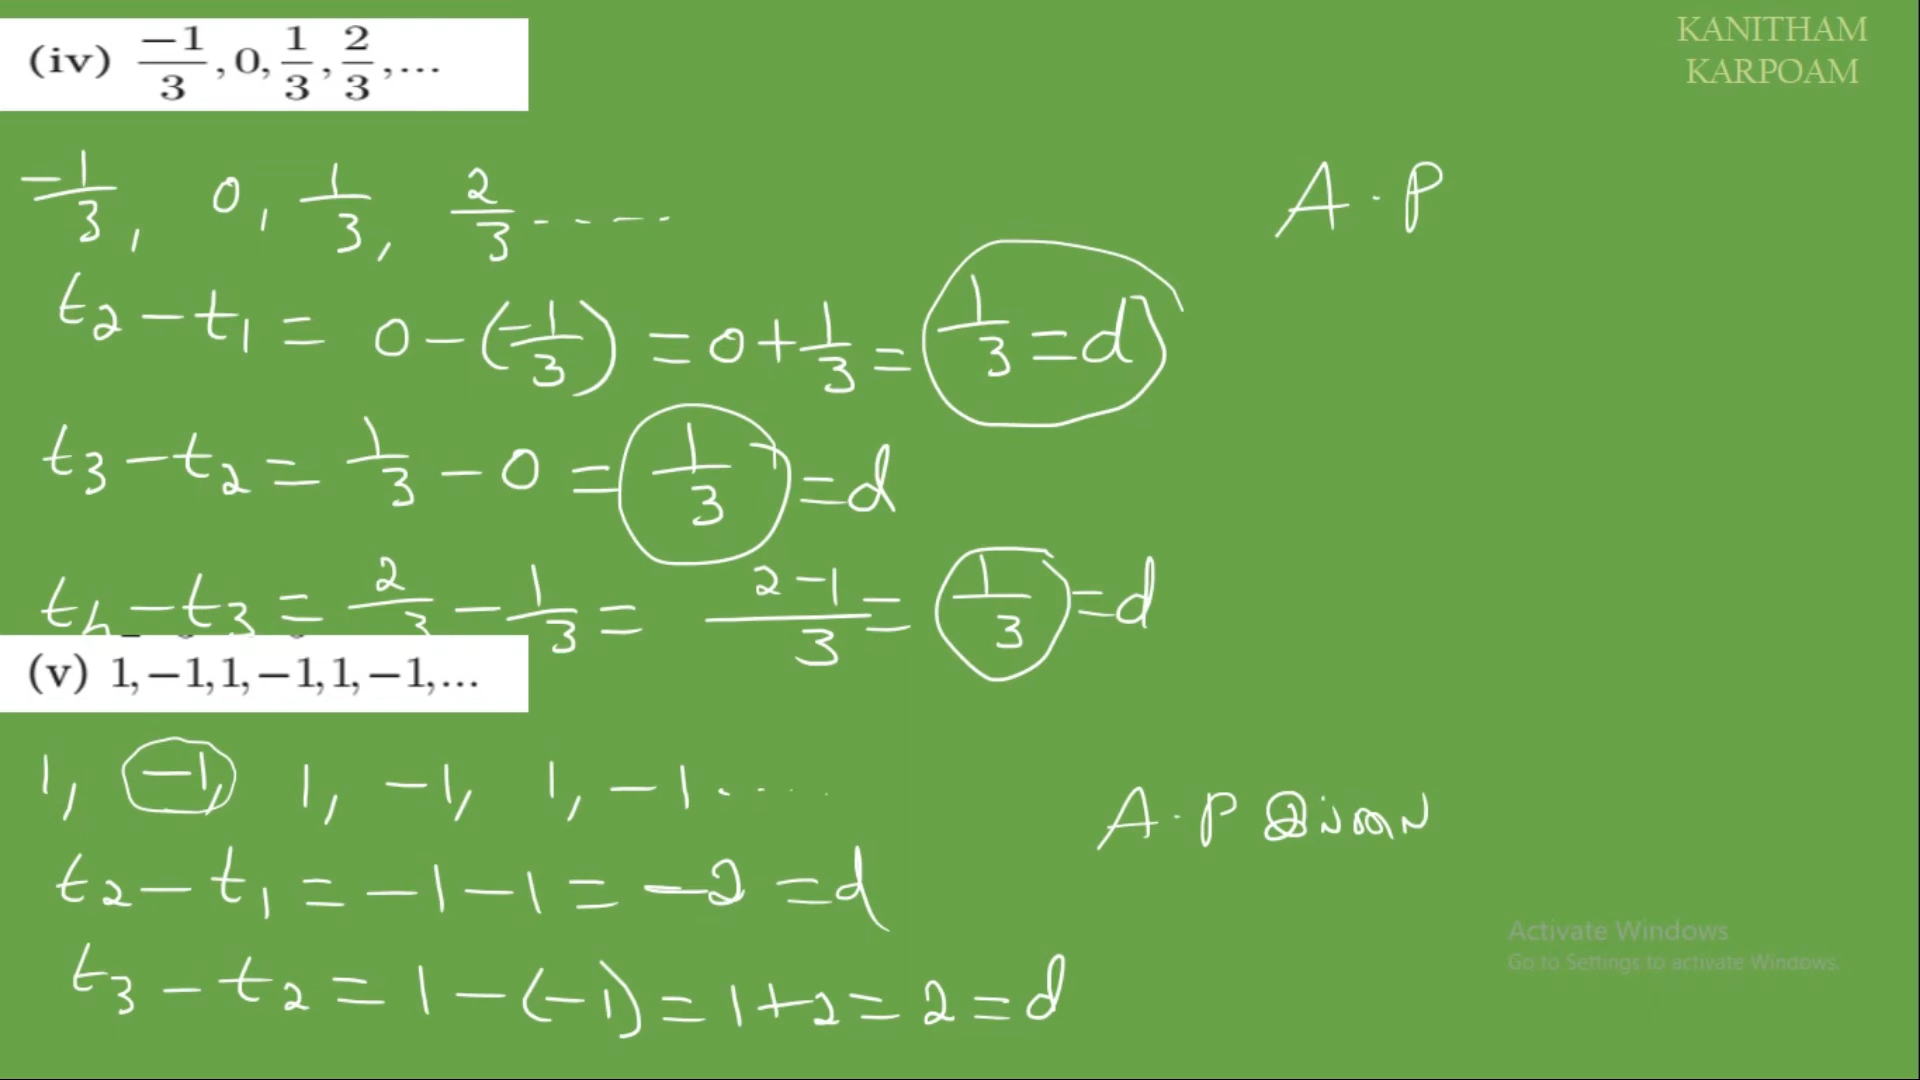 KANITHAM
KARPOAM
(iv) −1/3, 0, 1/3, 2/3, ...
-1/3, 0, 1/3, 2/3 .....
A.P
t2 - t1 = 0 - (-1/3) = 0 + 1/3 = 1/3 = d
t3 - t2 = 1/3 - 0 = 1/3 = d
t4 - t3 = 2/3 - 1/3 = 2-1/3 = 1/3 = d
(v) 1, −1, 1, −1, 1, −1, ...
1, -1, 1, -1, 1, -1 .....
A.P இல்லை
t2 - t1 = -1 - 1 = -2 = d
t3 - t2 = 1 - (-1) = 1+2 = 2 = d
Activate Windows
Go to Settings to activate Windows.